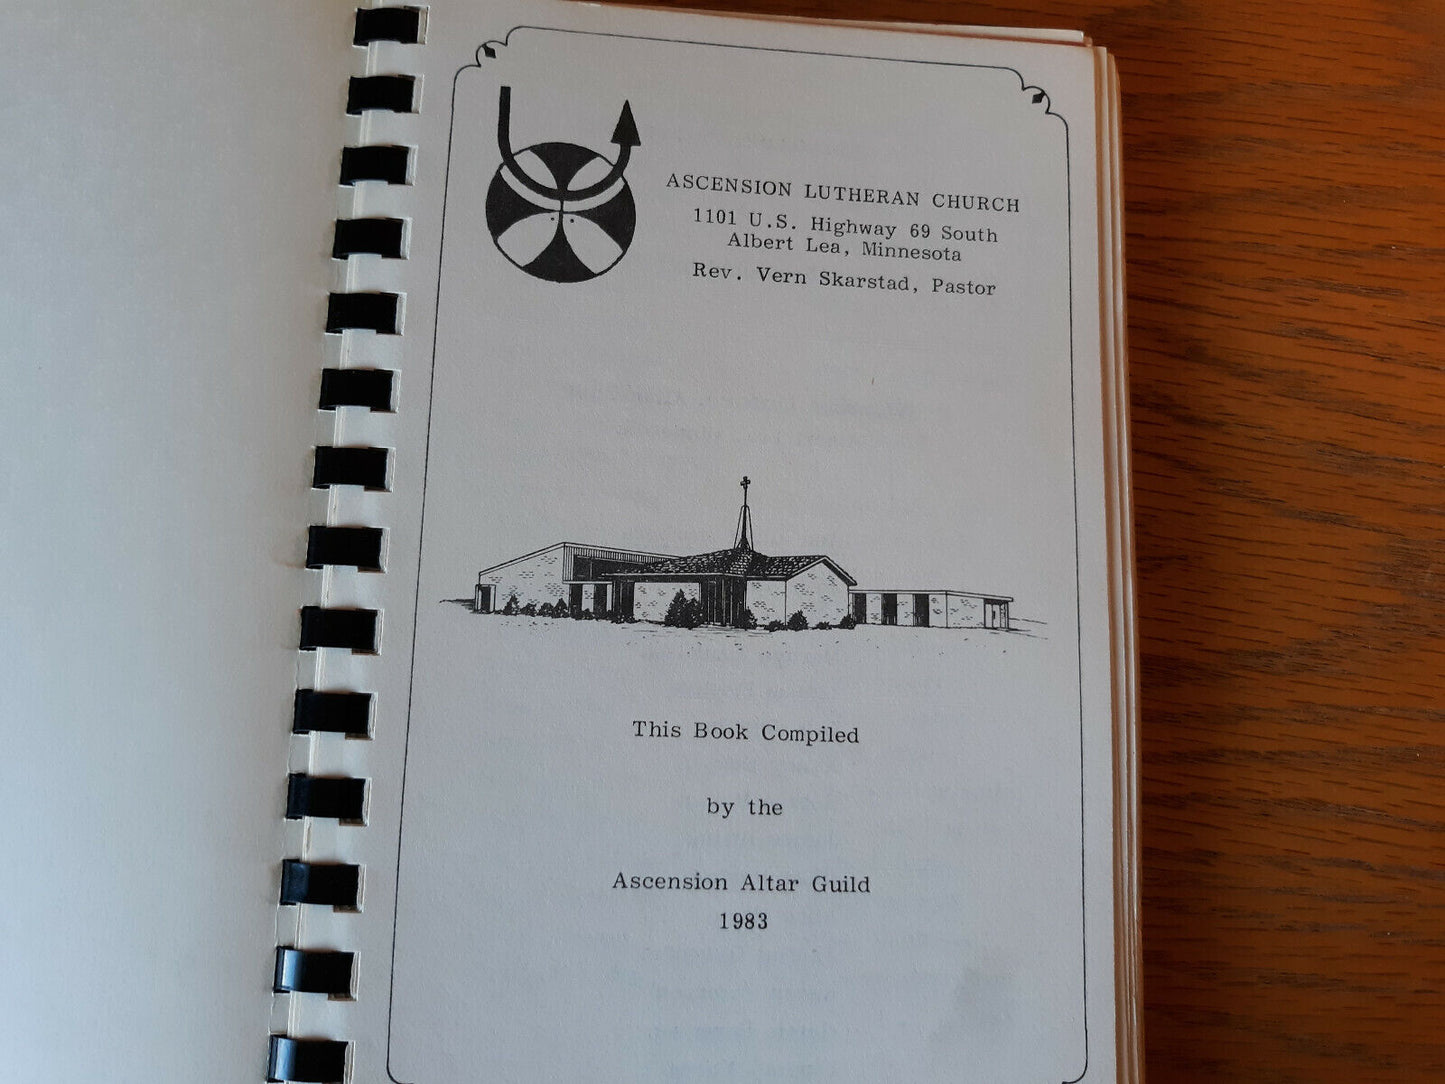 ASCENSION LUTHERAN CHURCH
1101 U.S. Highway 69 South
Albert Lea, Minnesota
Rev. Vern Skarstad, Pastor
This Book Compiled
by the
Ascension Altar Guild
1983